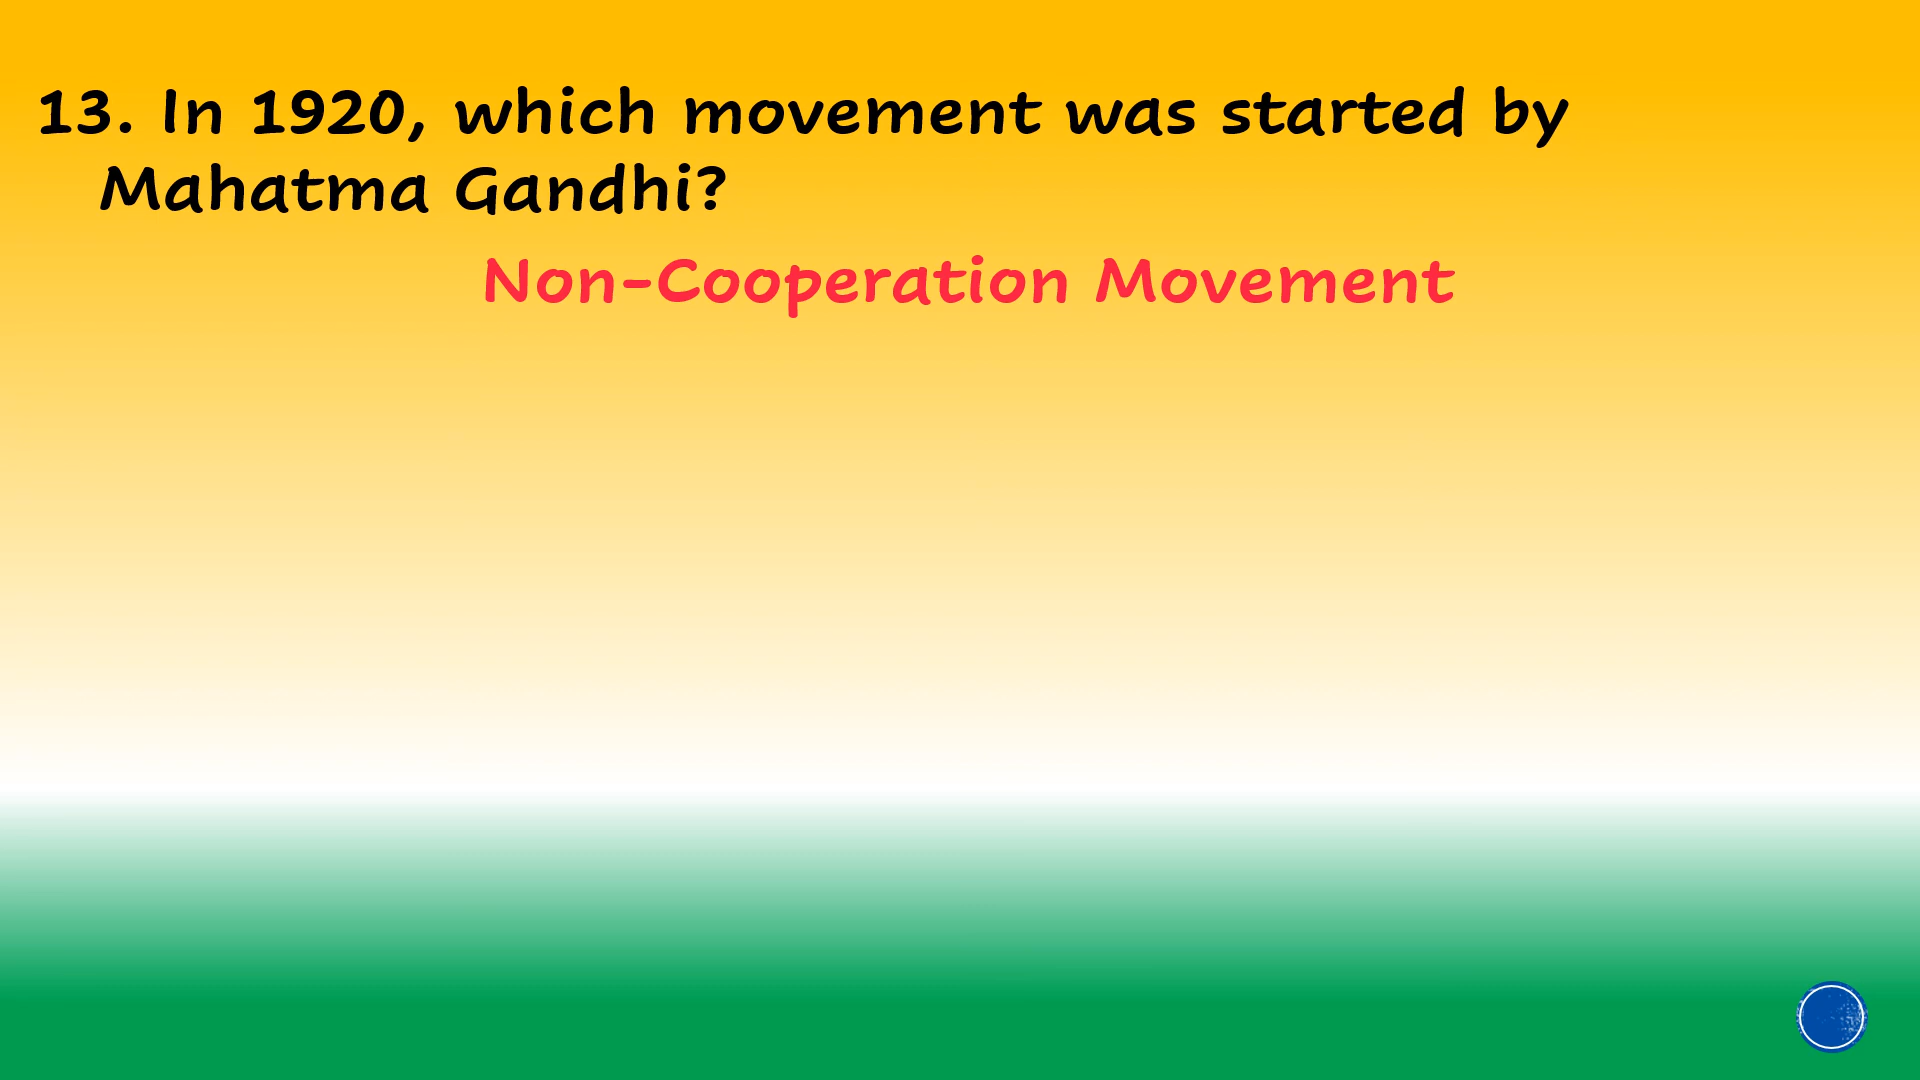 13. In 1920, which movement was started by
Mahatma Gandhi?
Non-Cooperation Movement